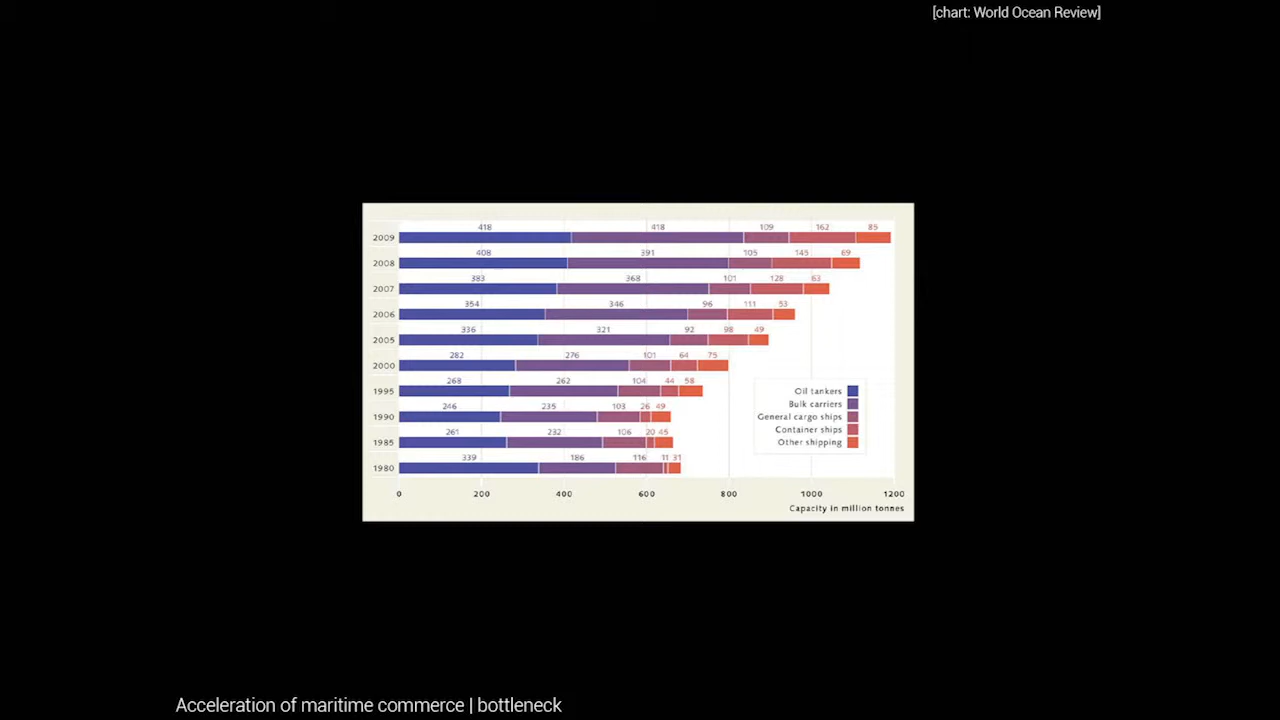 [chart: World Ocean Review]
418 418 109 162 85
2009
408 391 105 145 69
2008
383 368 101 128 63
2007
354 346 96 111 53
2006
336 321 92 98 49
2005
282 276 101 64 75
2000
268 262 104 44 58
1995
246 235 103 26 49
1990
261 232 106 20 45
1985
339 186 116 11 31
1980
Oil tankers
Bulk carriers
General cargo ships
Container ships
Other shipping
0 200 400 600 800 1000 1200
Capacity in million tonnes
Acceleration of maritime commerce | bottleneck